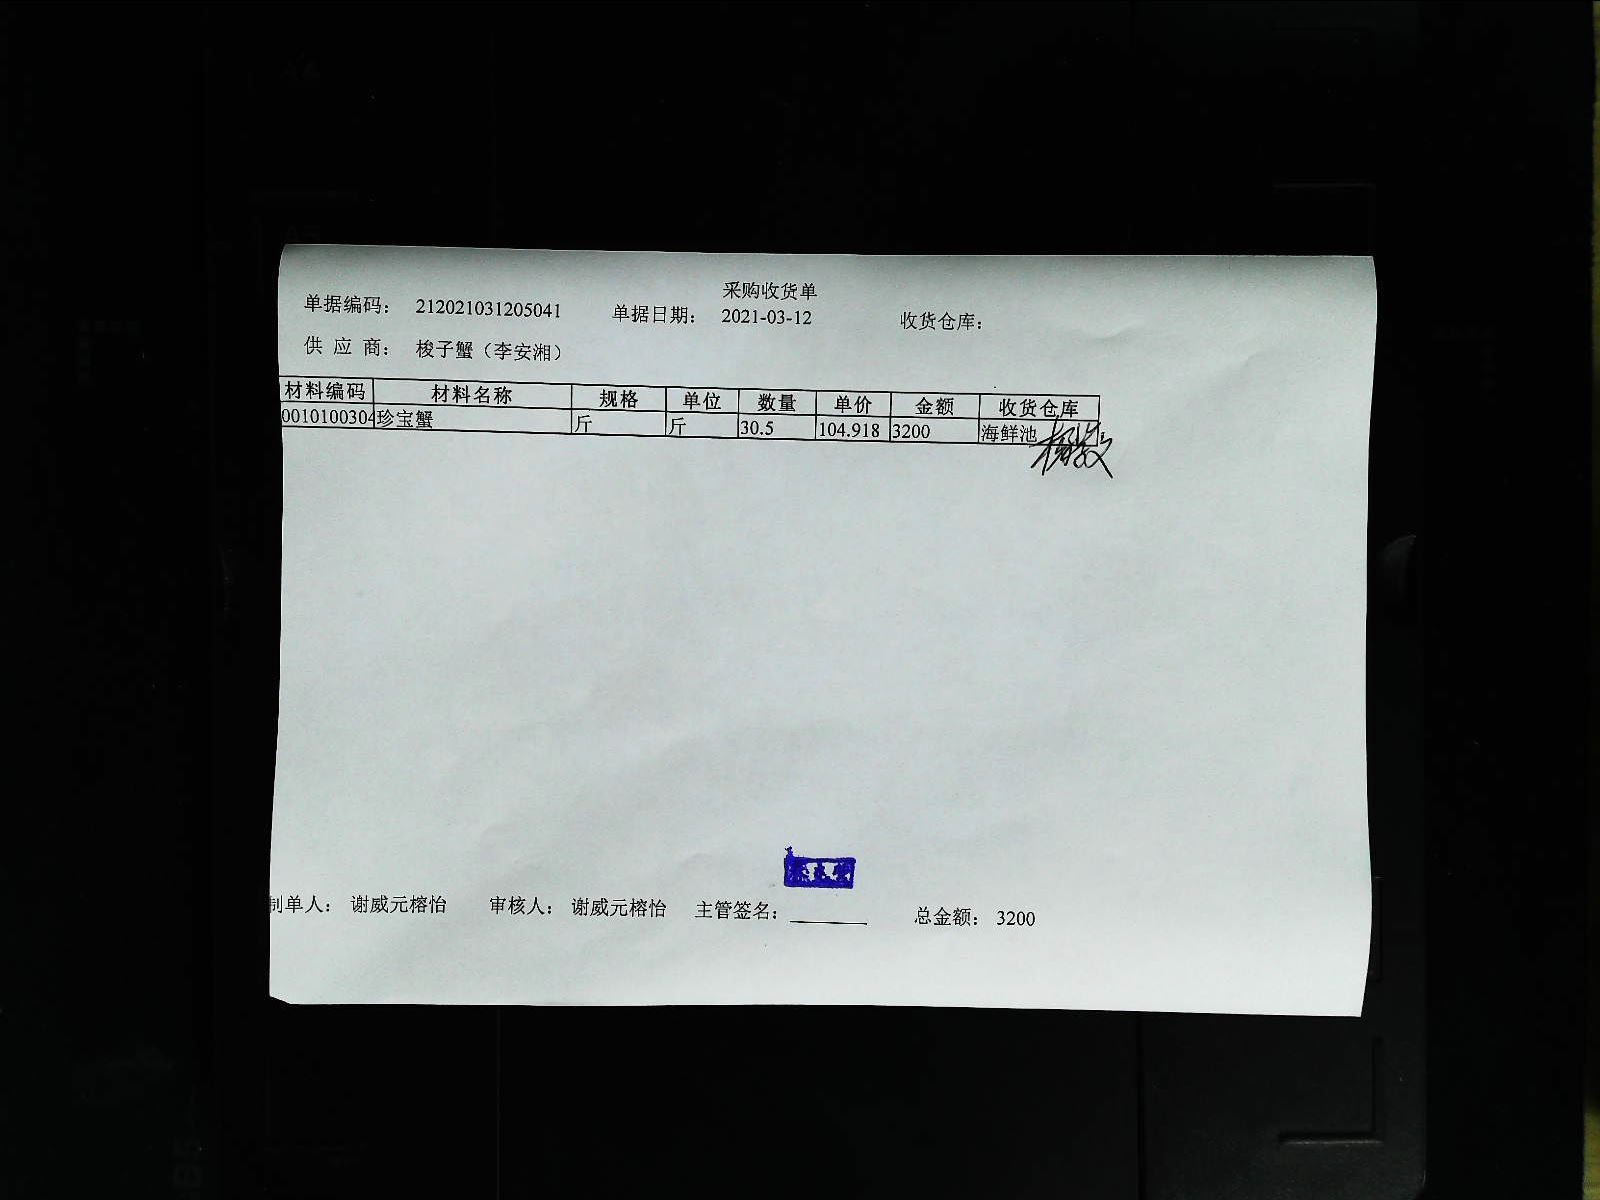 采购收货单
单据编码： 212021031205041 单据日期： 2021-03-12 收货仓库：
供 应 商： 梭子蟹（李安湘）
材料编码 材料名称 规格 单位 数量 单价 金额 收货仓库
0010100304 珍宝蟹 斤 斤 30.5 104.918 3200 海鲜池
制单人： 谢威元榕怡 审核人： 谢威元榕怡 主管签名： 总金额： 3200